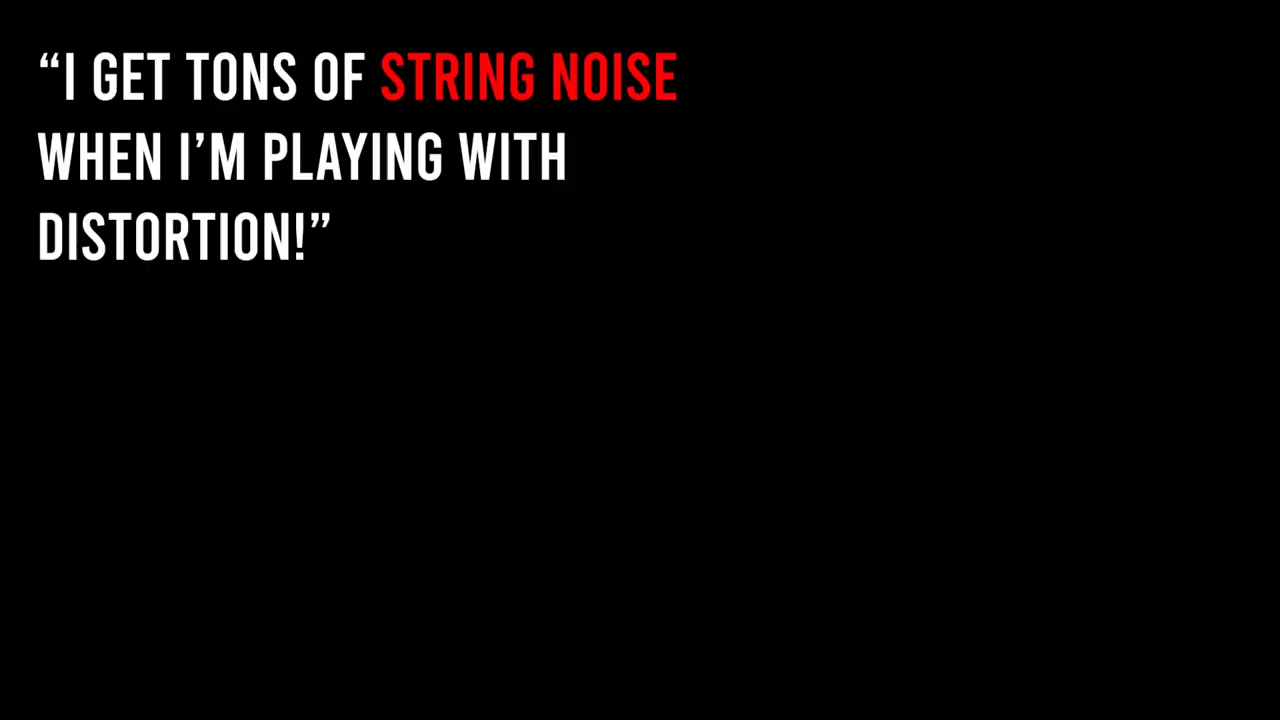 “I GET TONS OF STRING NOISE
WHEN I’M PLAYING WITH
DISTORTION!”